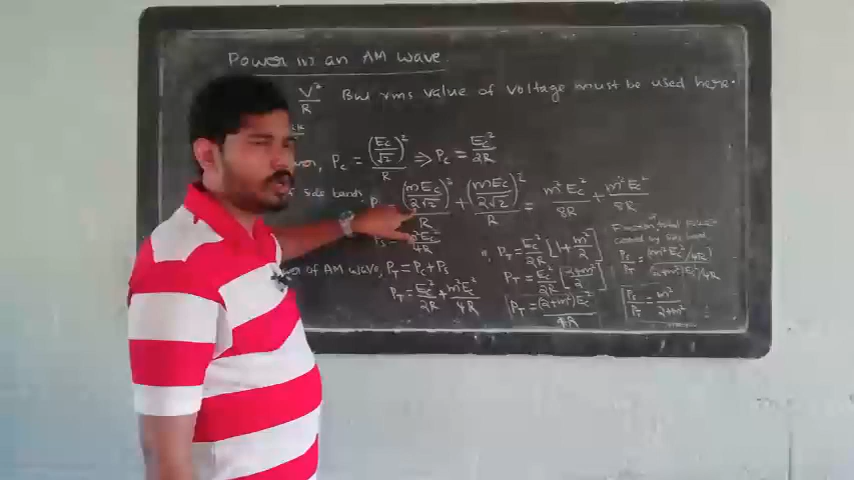 Power in an AM wave.
V²/R But rms value of voltage must be used here.
Pc = (Ec/√2)²/R ⇒ Pc = Ec²/2R
of side bands,
(mEc/2√2)²/R + (mEc/2√2)²/R = m²Ec²/8R + m²Ec²/8R
m²Ec²/4R
of AM wave, PT = Pc + Ps
PT = Ec²/2R + m²Ec²/4R
PT = Ec²/2R [1 + m²/2]
PT = Ec²/2R [2+m²/2]
PT = (2+m²)Ec²/4R
Fraction total power
carried by side band
Ps/PT = (m²Ec²/4R)/(2+m²)Ec²/4R
Ps/PT = m²/2+m²